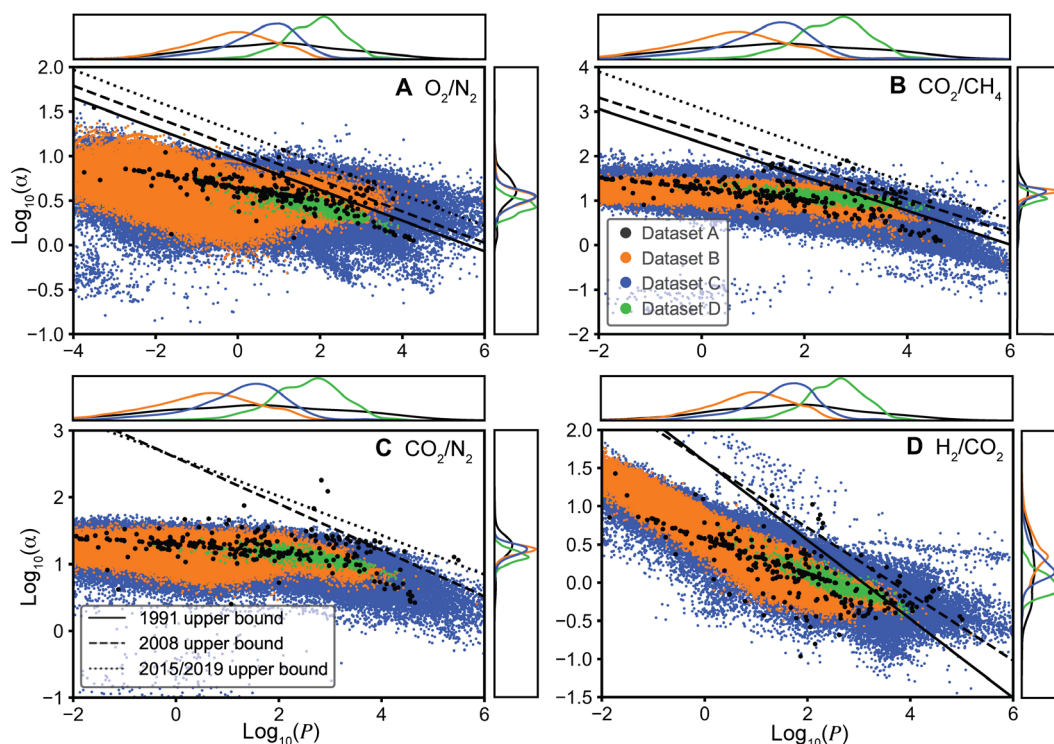 A O₂/N₂
Log₁₀(α)
2.0
1.5
1.0
0.5
0.0
−0.5
−1.0
−4 −2 0 2 4 6
B CO₂/CH₄
4
3
2
1
0
−1
−2
−2 0 2 4 6
Dataset A
Dataset B
Dataset C
Dataset D
C CO₂/N₂
Log₁₀(α)
3
2
1
0
−1
−2 0 2 4 6
Log₁₀(P)
1991 upper bound
2008 upper bound
2015/2019 upper bound
D H₂/CO₂
2.0
1.5
1.0
0.5
0.0
−0.5
−1.0
−1.5
−2 0 2 4 6
Log₁₀(P)